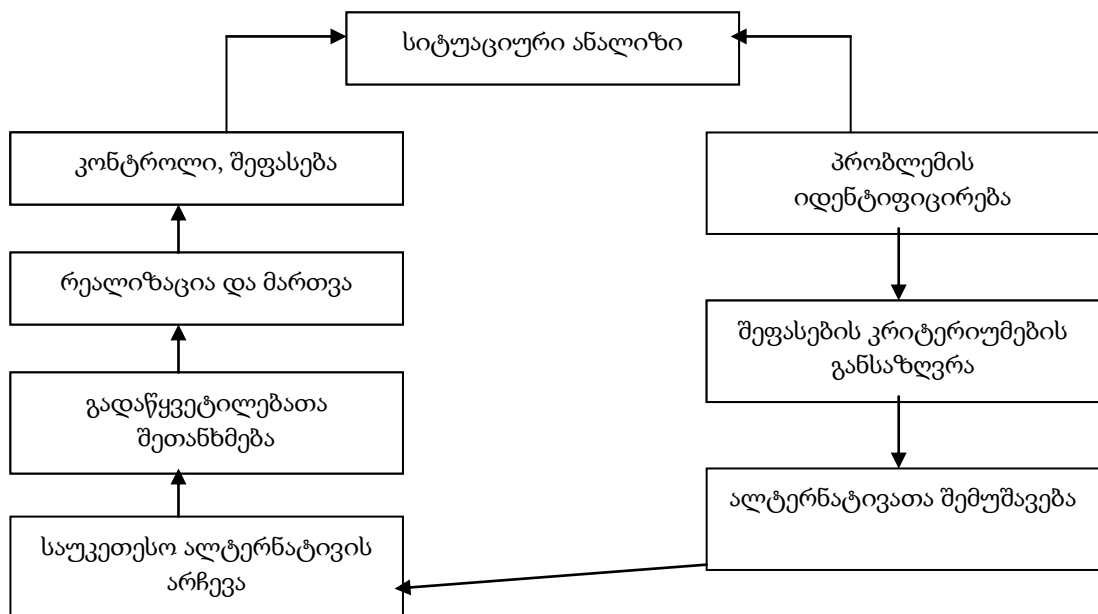 სიტუაციური ანალიზი
კონტროლი, შეფასება
პრობლემის
იდენტიფიცირება
რეალიზაცია და მართვა
შეფასების კრიტერიუმების
განსაზღვრა
გადაწყვეტილებათა
შეთანხმება
ალტერნატივათა შემუშავება
საუკეთესო ალტერნატივის
არჩევა